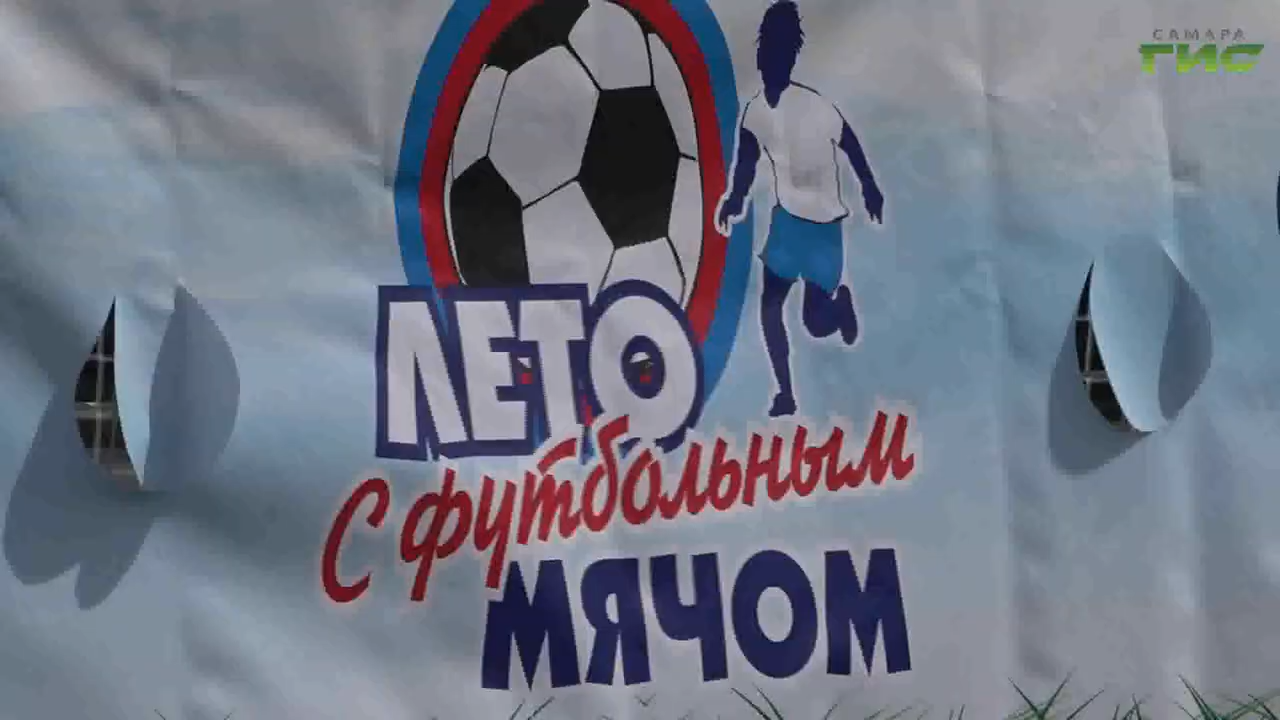 САМАРА
ГИС
ЛЕТО
С футбольным
МЯЧОМ